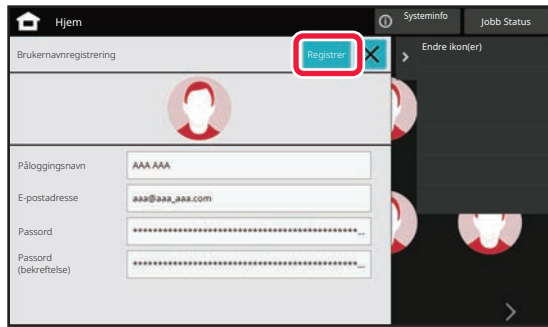 Hjem
Systeminfo
Jobb Status
Brukernavnregistrering
Registrer
Endre ikon(er)
Påloggingsnavn
AAA AAA
E-postadresse
aaa@aaa_aaa.com
Passord
************************************************...
Passord
(bekreftelse)
************************************************...